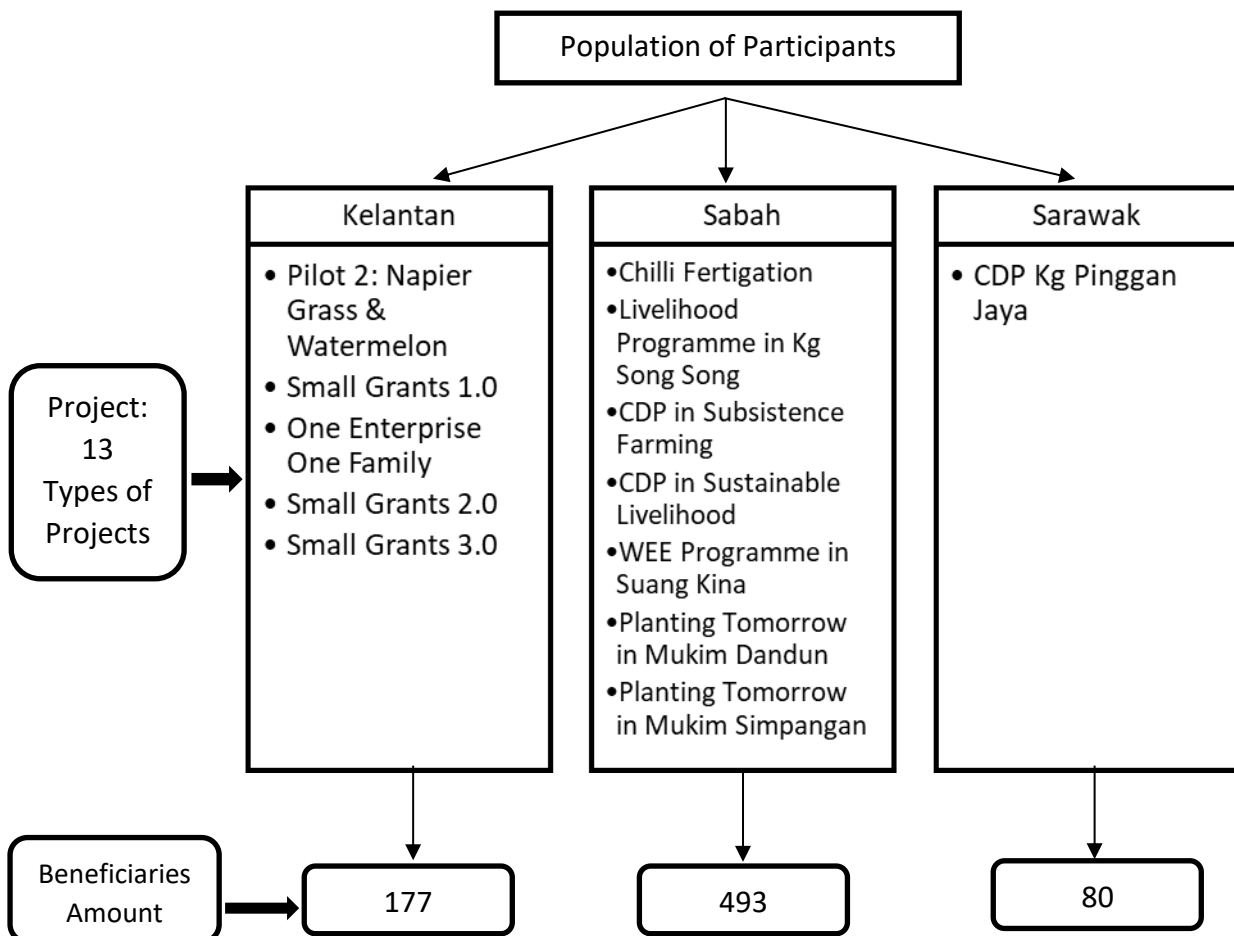 Population of Participants
Kelantan
• Pilot 2: Napier
Grass &
Watermelon
• Small Grants 1.0
• One Enterprise
One Family
• Small Grants 2.0
• Small Grants 3.0
Sabah
•Chilli Fertigation
•Livelihood
Programme in Kg
Song Song
•CDP in Subsistence
Farming
•CDP in Sustainable
Livelihood
•WEE Programme in
Suang Kina
•Planting Tomorrow
in Mukim Dandun
•Planting Tomorrow
in Mukim Simpangan
Sarawak
• CDP Kg Pinggan
Jaya
Project:
13
Types of
Projects
Beneficiaries
Amount
177
493
80